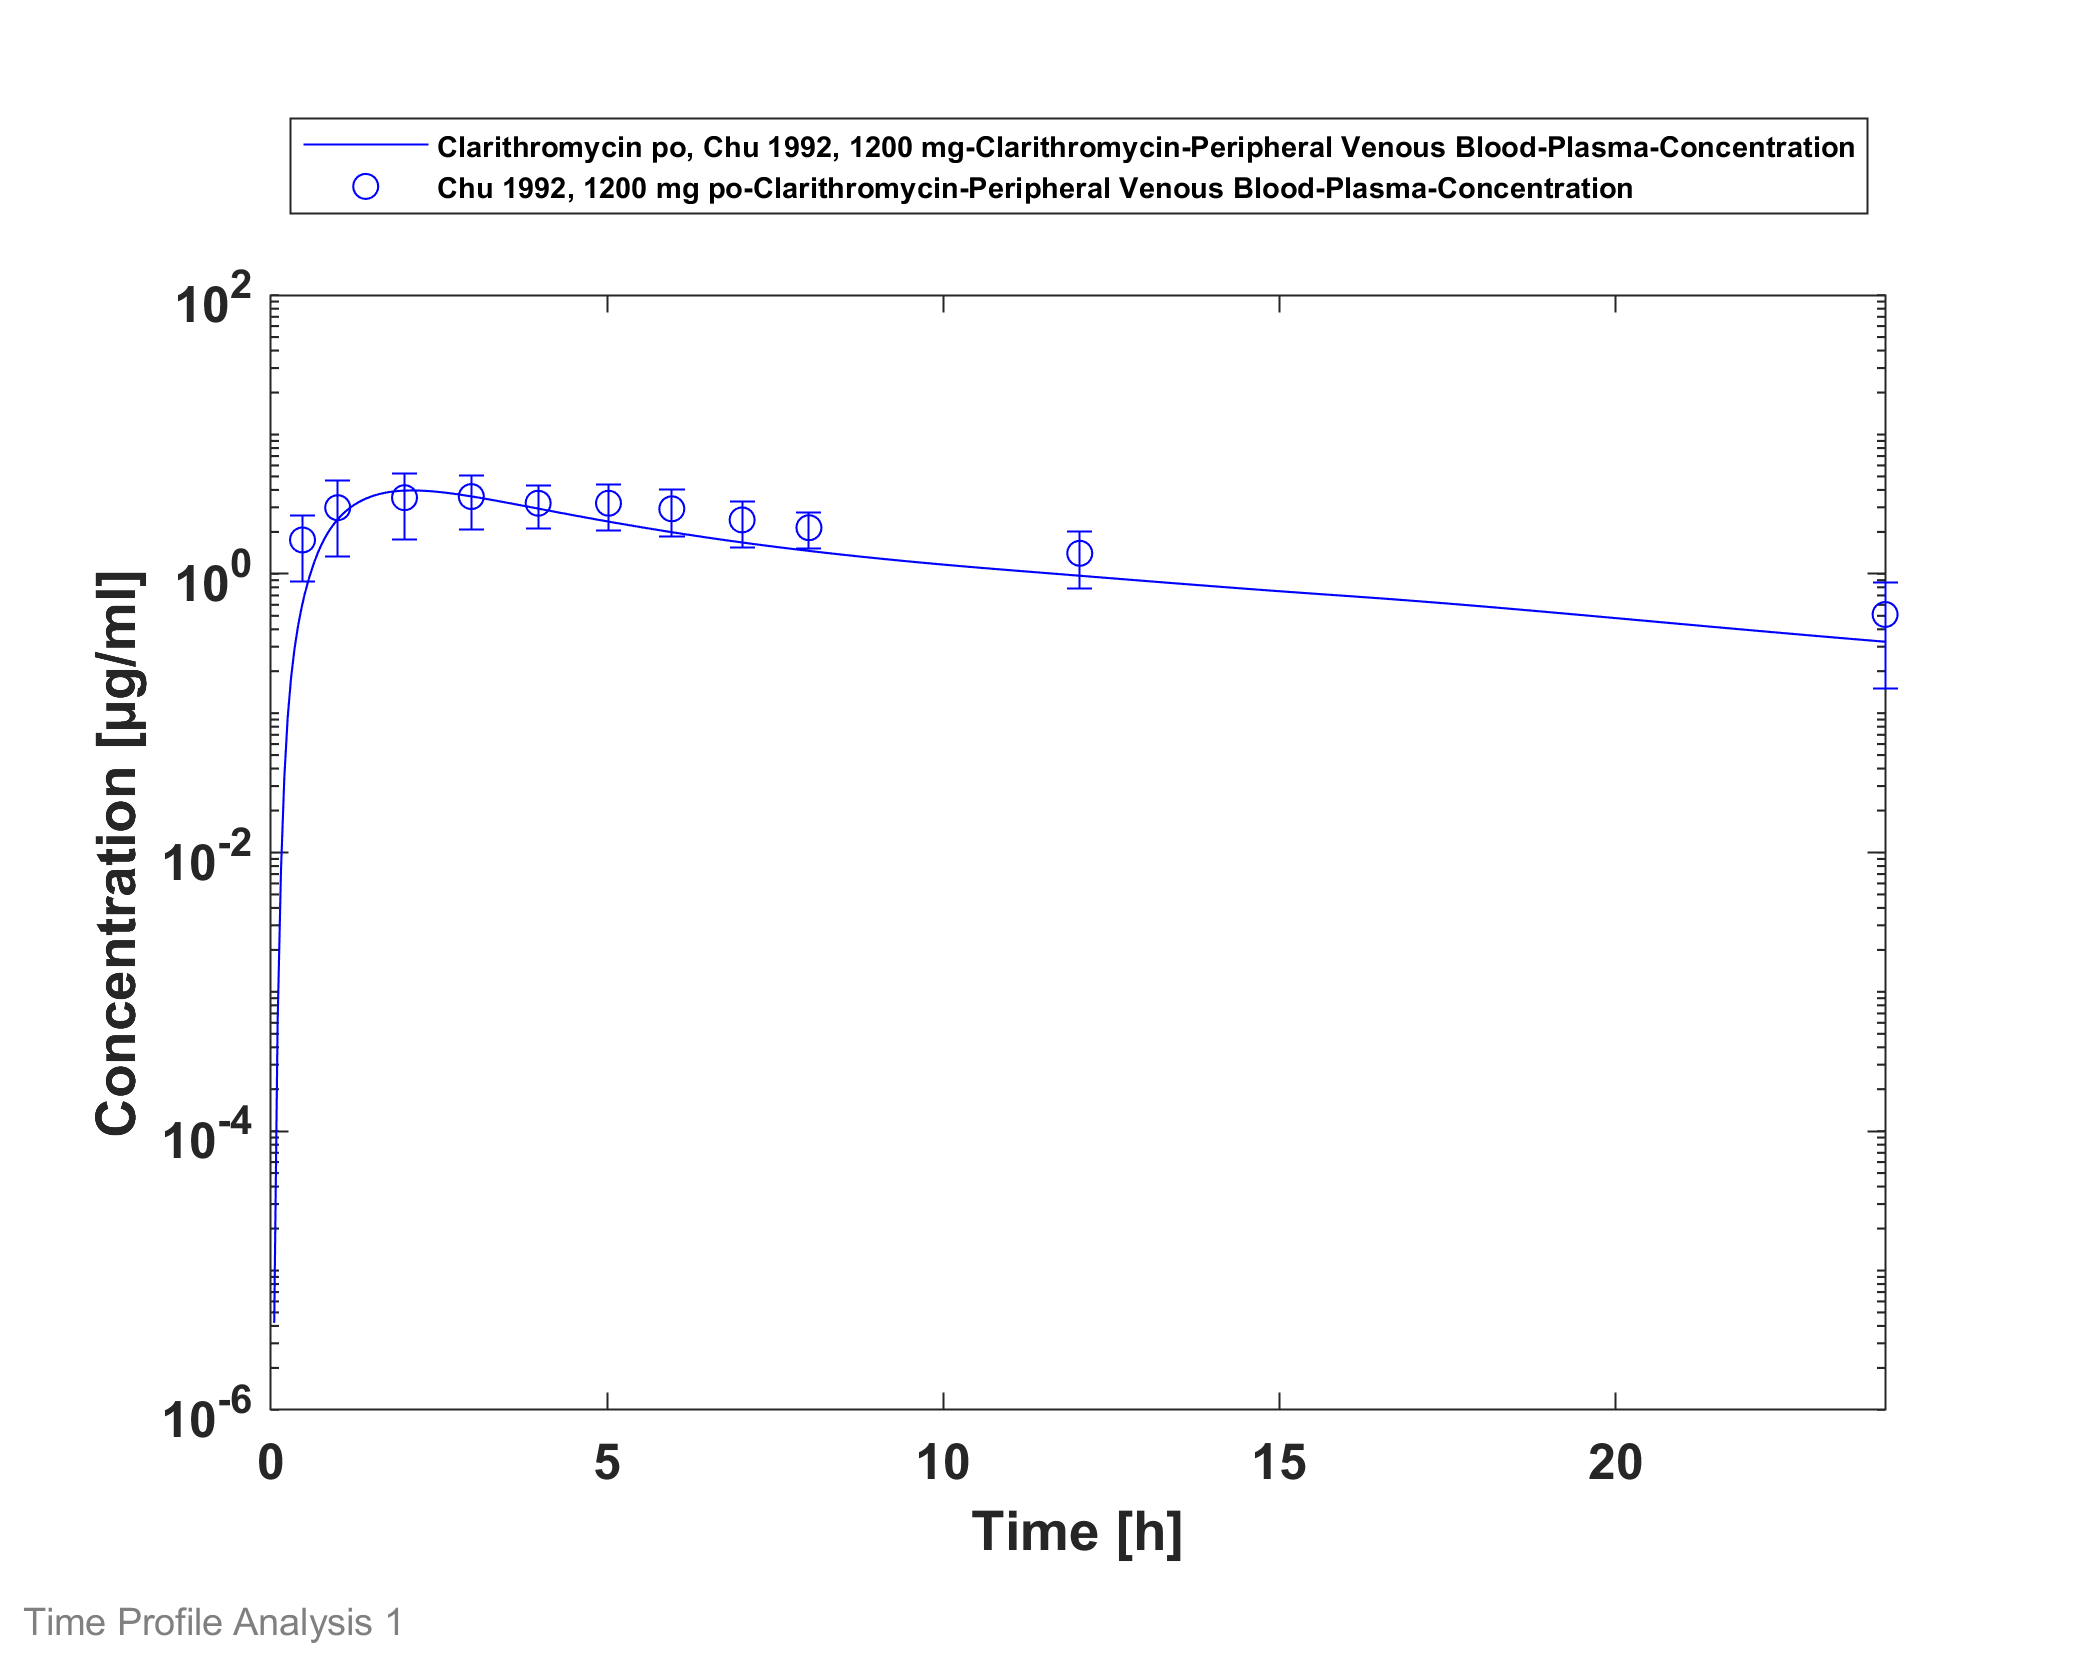 Clarithromycin po, Chu 1992, 1200 mg-Clarithromycin-Peripheral Venous Blood-Plasma-Concentration
Chu 1992, 1200 mg po-Clarithromycin-Peripheral Venous Blood-Plasma-Concentration
10^2
10^0
10^-2
10^-4
10^-6
Concentration [µg/ml]
0 5 10 15 20
Time [h]
Time Profile Analysis 1